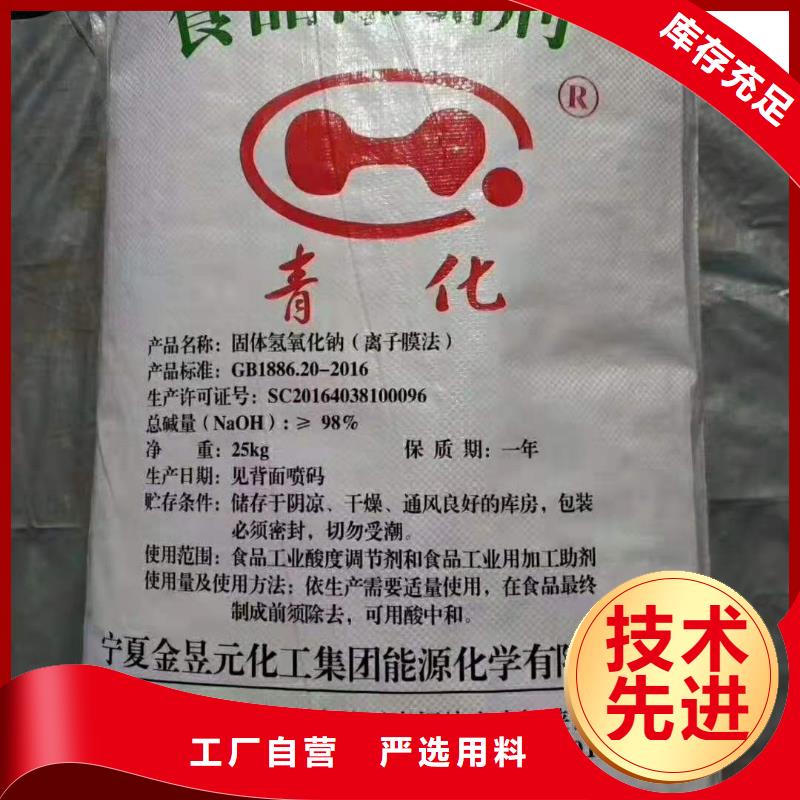 食品添加剂
库存充足
®
青化
产品名称：固体氢氧化钠（离子膜法）
产品标准：GB1886.20-2016
生产许可证号：SC20164038100096
总碱量（NaOH）：≥ 98%
净 重：25kg 保 质 期：一年
生产日期：见背面喷码
贮存条件：储存于阴凉、干燥、通风良好的库房，包装
必须密封，切勿受潮。
使用范围：食品工业酸度调节剂和食品工业用加工助剂
使用量及使用方法：依生产需要适量使用，在食品最终
制成前须除去，可用酸中和。
宁夏金昱元化工集团能源化学有限
技术
先进
工厂自营 严选用料